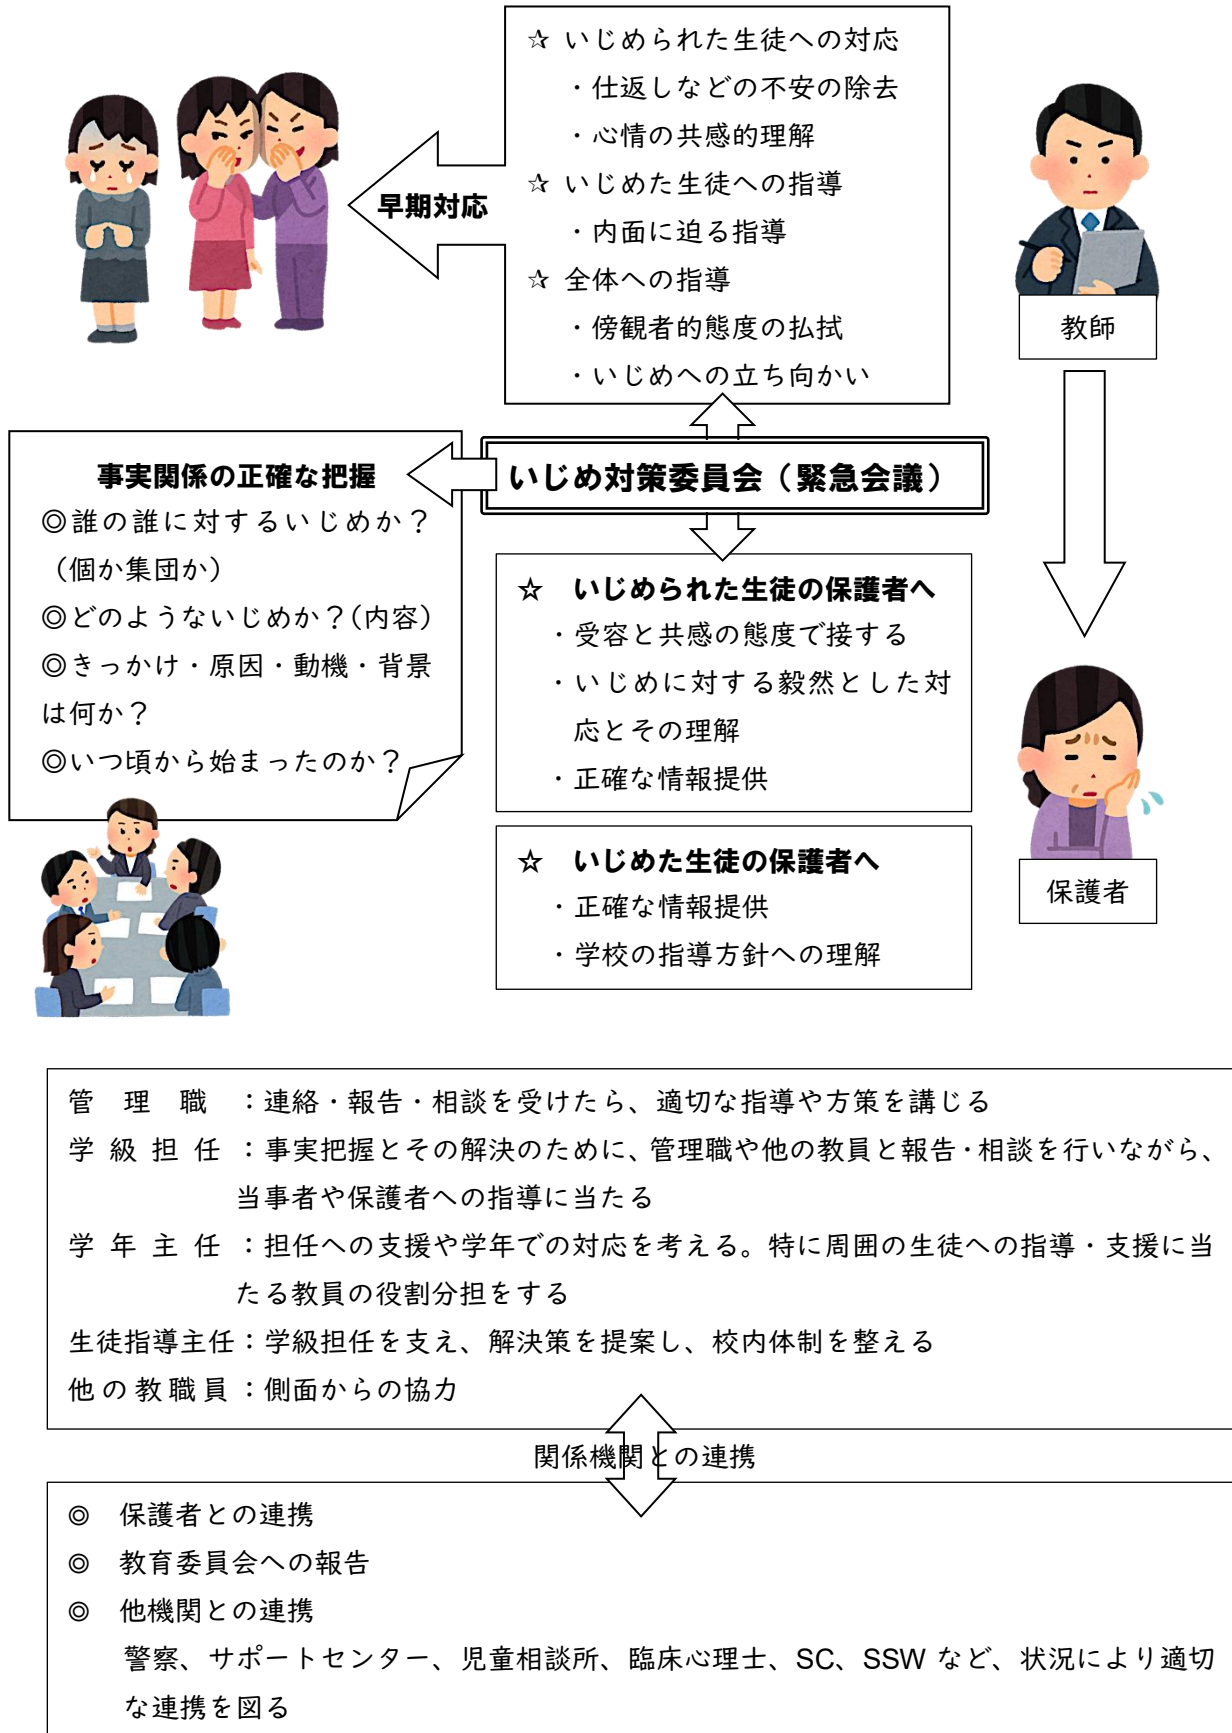 ☆ いじめられた生徒への対応
・仕返しなどの不安の除去
・心情の共感的理解
☆ いじめた生徒への指導
・内面に迫る指導
☆ 全体への指導
・傍観者的態度の払拭
・いじめへの立ち向かい
早期対応
教師
いじめ対策委員会（緊急会議）
事実関係の正確な把握
◎誰の誰に対するいじめか？
（個か集団か）
◎どのようないじめか？（内容）
◎きっかけ・原因・動機・背景
は何か？
◎いつ頃から始まったのか？
☆　いじめられた生徒の保護者へ
・受容と共感の態度で接する
・いじめに対する毅然とした対
応とその理解
・正確な情報提供
☆　いじめた生徒の保護者へ
・正確な情報提供
・学校の指導方針への理解
保護者
管　理　職　：連絡・報告・相談を受けたら、適切な指導や方策を講じる
学 級 担 任 ：事実把握とその解決のために、管理職や他の教員と報告・相談を行いながら、
当事者や保護者への指導に当たる
学 年 主 任 ：担任への支援や学年での対応を考える。特に周囲の生徒への指導・支援に当
たる教員の役割分担をする
生徒指導主任：学級担任を支え、解決策を提案し、校内体制を整える
他の教職員：側面からの協力
関係機関との連携
◎　保護者との連携
◎　教育委員会への報告
◎　他機関との連携
警察、サポートセンター、児童相談所、臨床心理士、SC、SSW など、状況により適切
な連携を図る